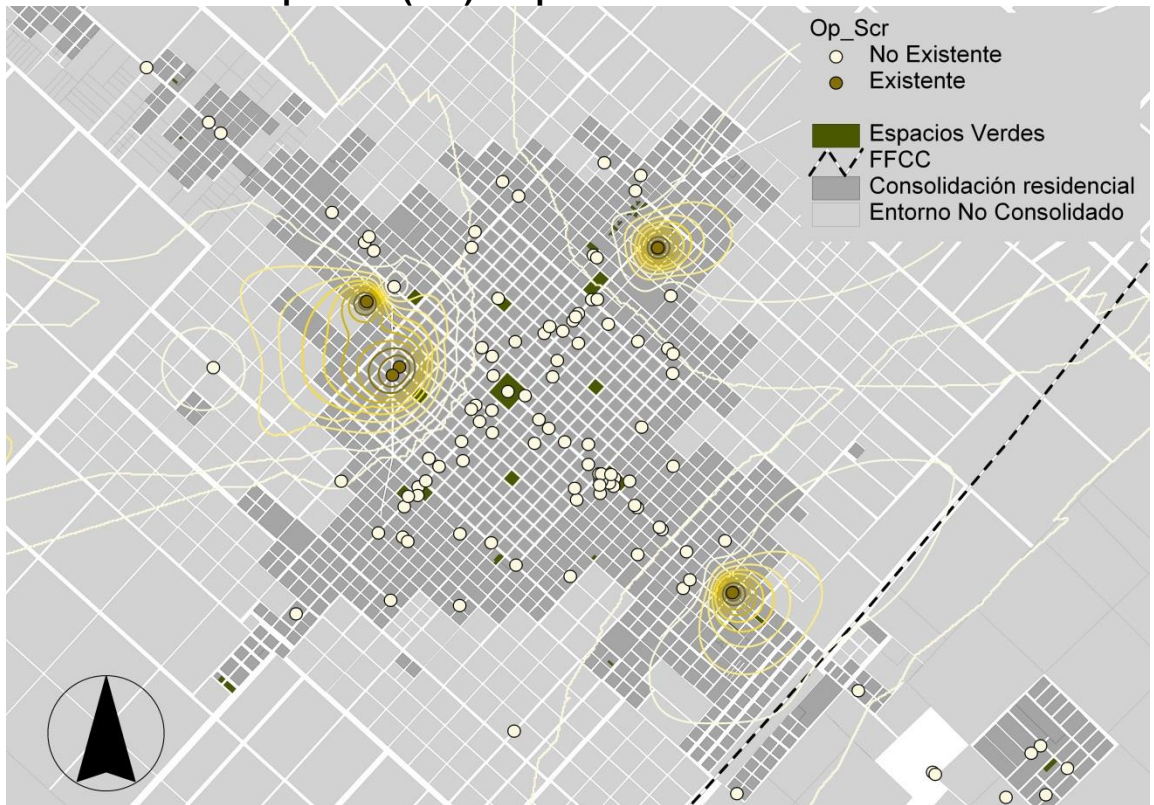 Op_Scr
No Existente
Existente
Espacios Verdes
FFCC
Consolidación residencial
Entorno No Consolidado